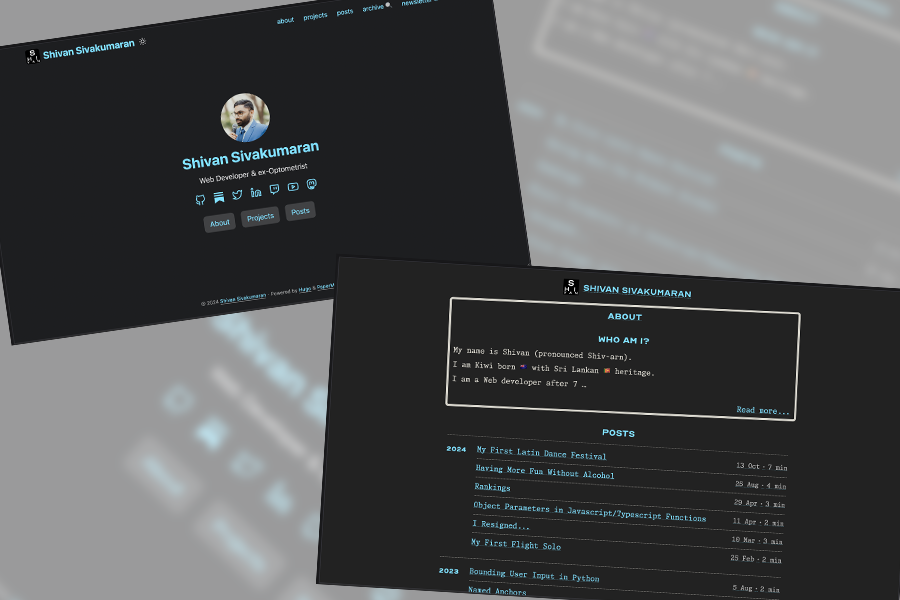 about projects posts archive newsletter
Shivan Sivakumaran
Shivan Sivakumaran
Web Developer & ex-Optometrist
About Projects Posts
© 2024 Shivan Sivakumaran · Powered by Hugo &
SHIVAN SIVAKUMARAN
ABOUT
WHO AM I?
My name is Shivan (pronounced Shiv-arn).
I am Kiwi born 🇳🇿 with Sri Lankan 🇱🇰 heritage.
I am a Web developer after 7 …
Read more...
POSTS
2024 My First Latin Dance Festival 13 Oct · 7 min
Having More Fun Without Alcohol 25 Aug · 4 min
Rankings 29 Apr · 3 min
Object Parameters in Javascript/Typescript Functions 11 Apr · 2 min
I Resigned... 10 Mar · 3 min
My First Flight Solo 25 Feb · 2 min
2023 Bounding User Input in Python 5 Aug · 2 min
Named Anchors